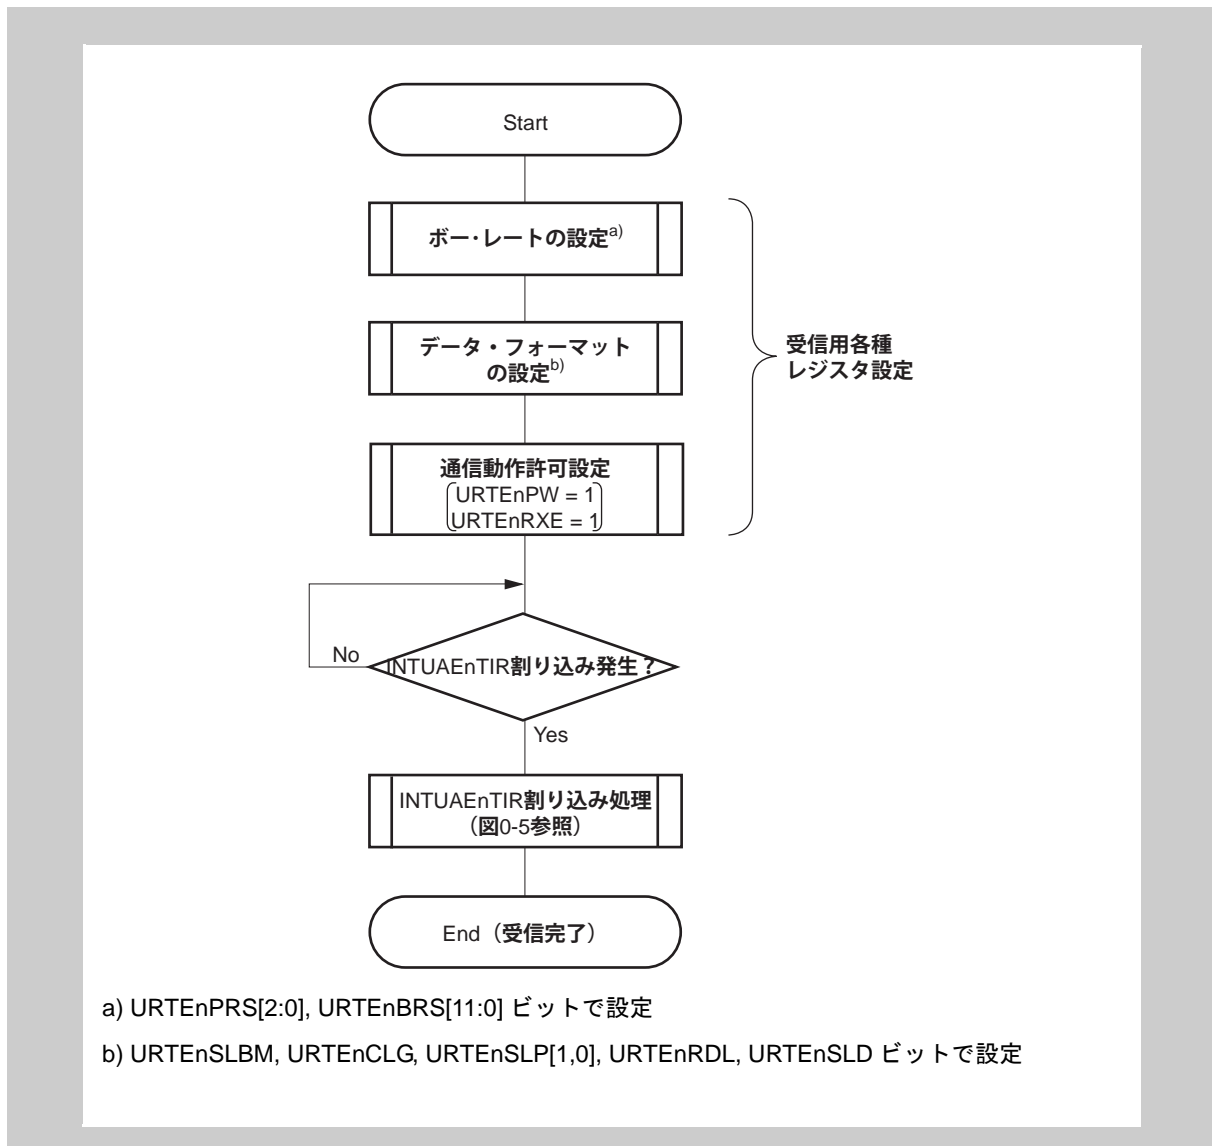 Start
ボー・レートの設定a)
データ・フォーマット
の設定b)
受信用各種
レジスタ設定
通信動作許可設定
URTEnPW = 1
URTEnRXE = 1
No
INTUAEnTIR割り込み発生？
Yes
INTUAEnTIR割り込み処理
（図0-5参照）
End（受信完了）
a) URTEnPRS[2:0], URTEnBRS[11:0] ビットで設定
b) URTEnSLBM, URTEnCLG, URTEnSLP[1,0], URTEnRDL, URTEnSLD ビットで設定